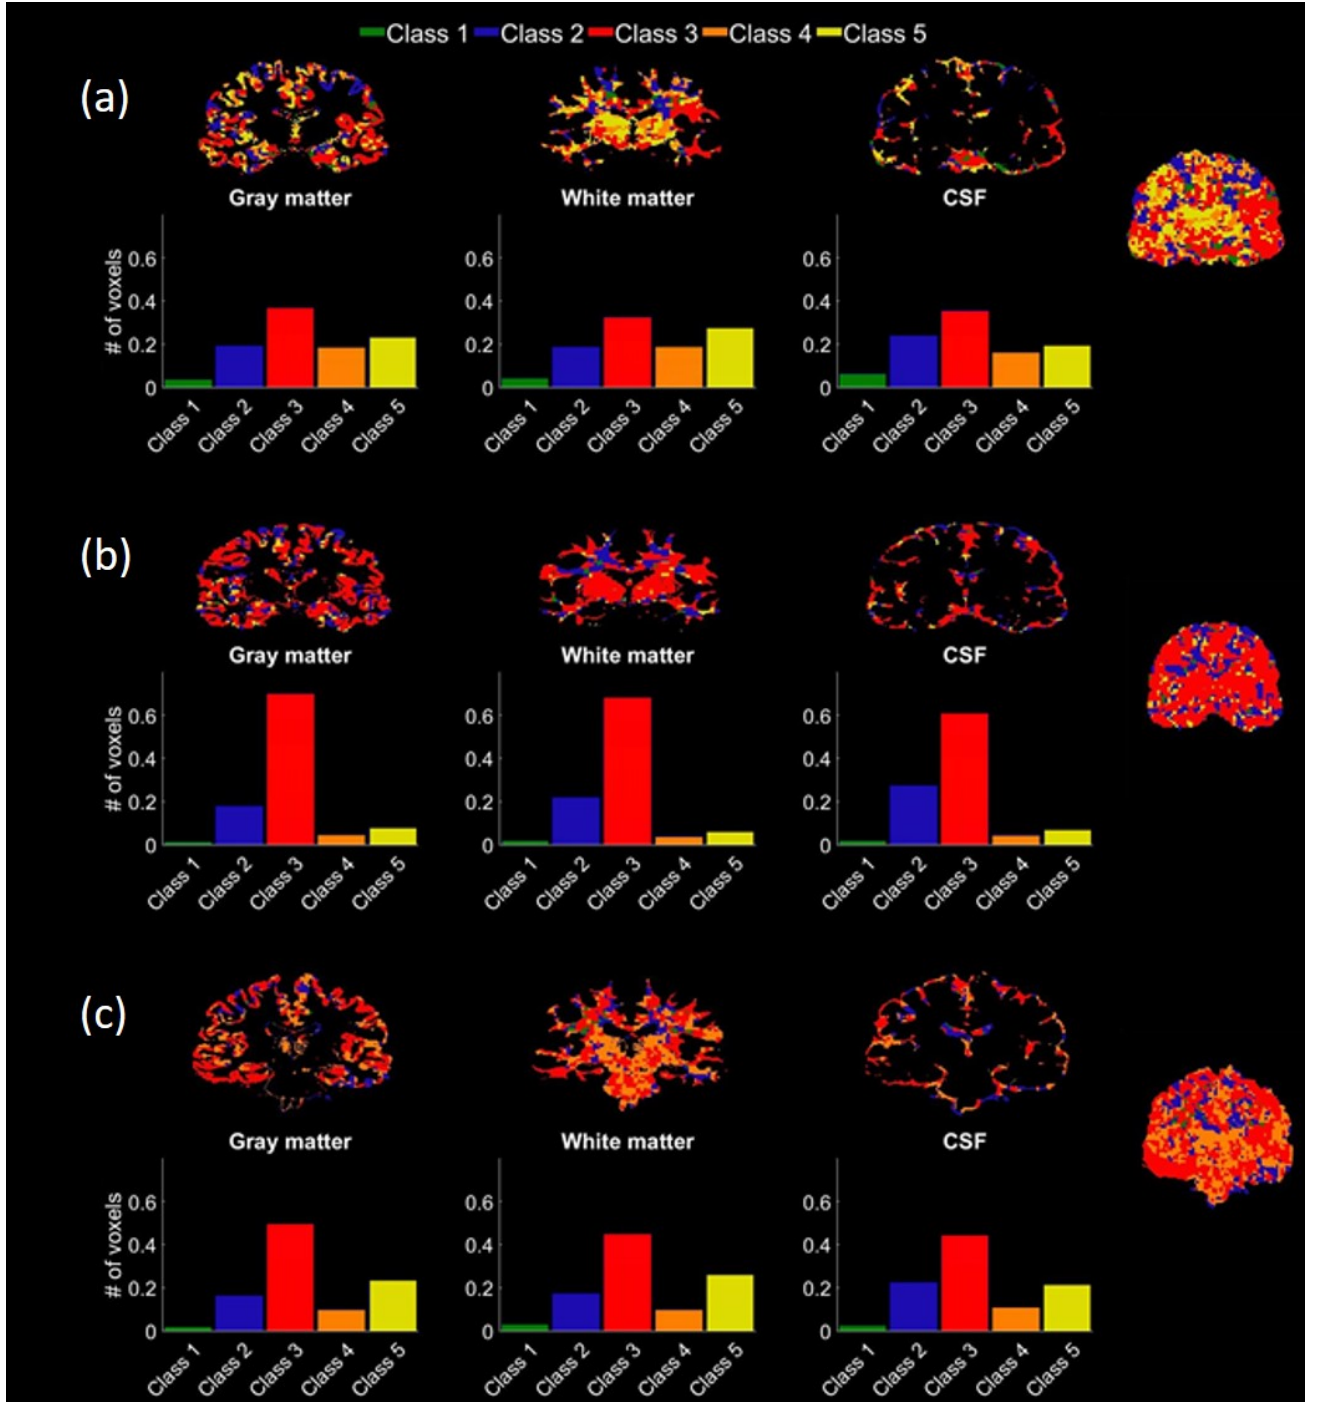 Class 1 Class 2 Class 3 Class 4 Class 5
(a)
Gray matter White matter CSF
# of voxels
0.6 0.6 0.6
0.4 0.4 0.4
0.2 0.2 0.2
0 0 0
Class 1 Class 2 Class 3 Class 4 Class 5 Class 1 Class 2 Class 3 Class 4 Class 5 Class 1 Class 2 Class 3 Class 4 Class 5
(b)
Gray matter White matter CSF
# of voxels
0.6 0.6 0.6
0.4 0.4 0.4
0.2 0.2 0.2
0 0 0
Class 1 Class 2 Class 3 Class 4 Class 5 Class 1 Class 2 Class 3 Class 4 Class 5 Class 1 Class 2 Class 3 Class 4 Class 5
(c)
Gray matter White matter CSF
# of voxels
0.6 0.6 0.6
0.4 0.4 0.4
0.2 0.2 0.2
0 0 0
Class 1 Class 2 Class 3 Class 4 Class 5 Class 1 Class 2 Class 3 Class 4 Class 5 Class 1 Class 2 Class 3 Class 4 Class 5